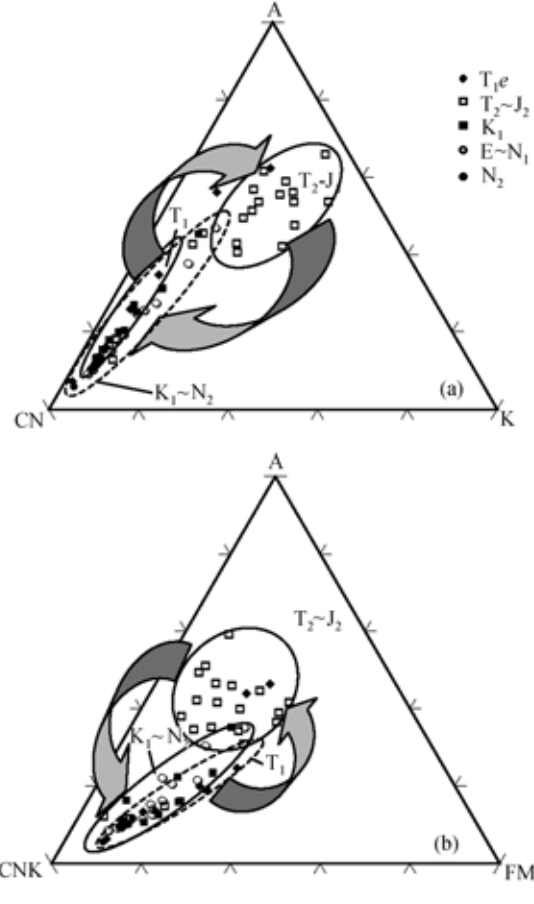 A
T₁e
T₂~J₂
K₁
E~N₁
N₂
T₂-J
T₁
K₁~N₂
(a)
CN
K
A
T₂~J₂
K₁~N
T₁
(b)
CNK
FM